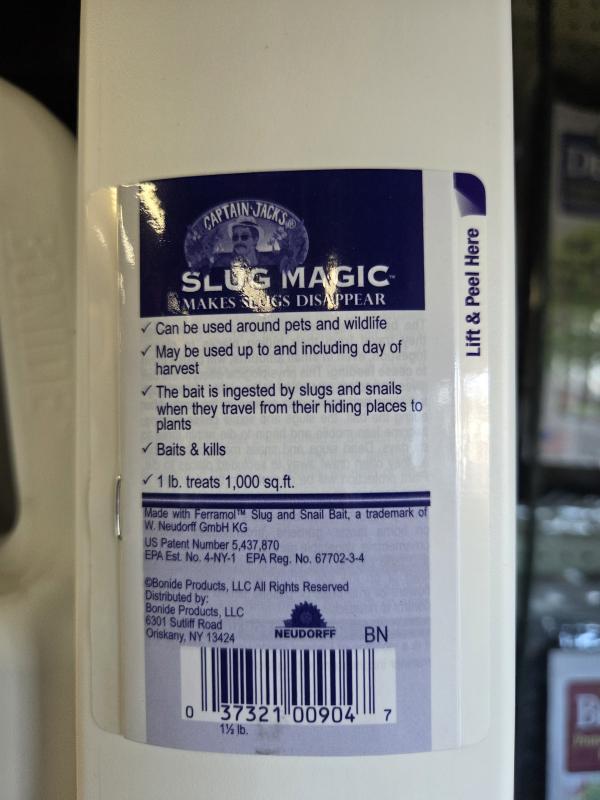 CAPTAIN JACK'S®
SLUG MAGIC™
MAKES SLUGS DISAPPEAR
Lift & Peel Here
✓ Can be used around pets and wildlife
✓ May be used up to and including day of
harvest
✓ The bait is ingested by slugs and snails
when they travel from their hiding places to
plants
✓ Baits & kills
✓ 1 lb. treats 1,000 sq.ft.
Made with Ferramol™ Slug and Snail Bait, a trademark of
W. Neudorff GmbH KG
US Patent Number 5,437,870
EPA Est. No. 4-NY-1 EPA Reg. No. 67702-3-4
©Bonide Products, LLC All Rights Reserved
Distributed by:
Bonide Products, LLC
6301 Sutliff Road
Oriskany, NY 13424
NEUDORFF
BN
0 37321 00904 7
1½ lb.